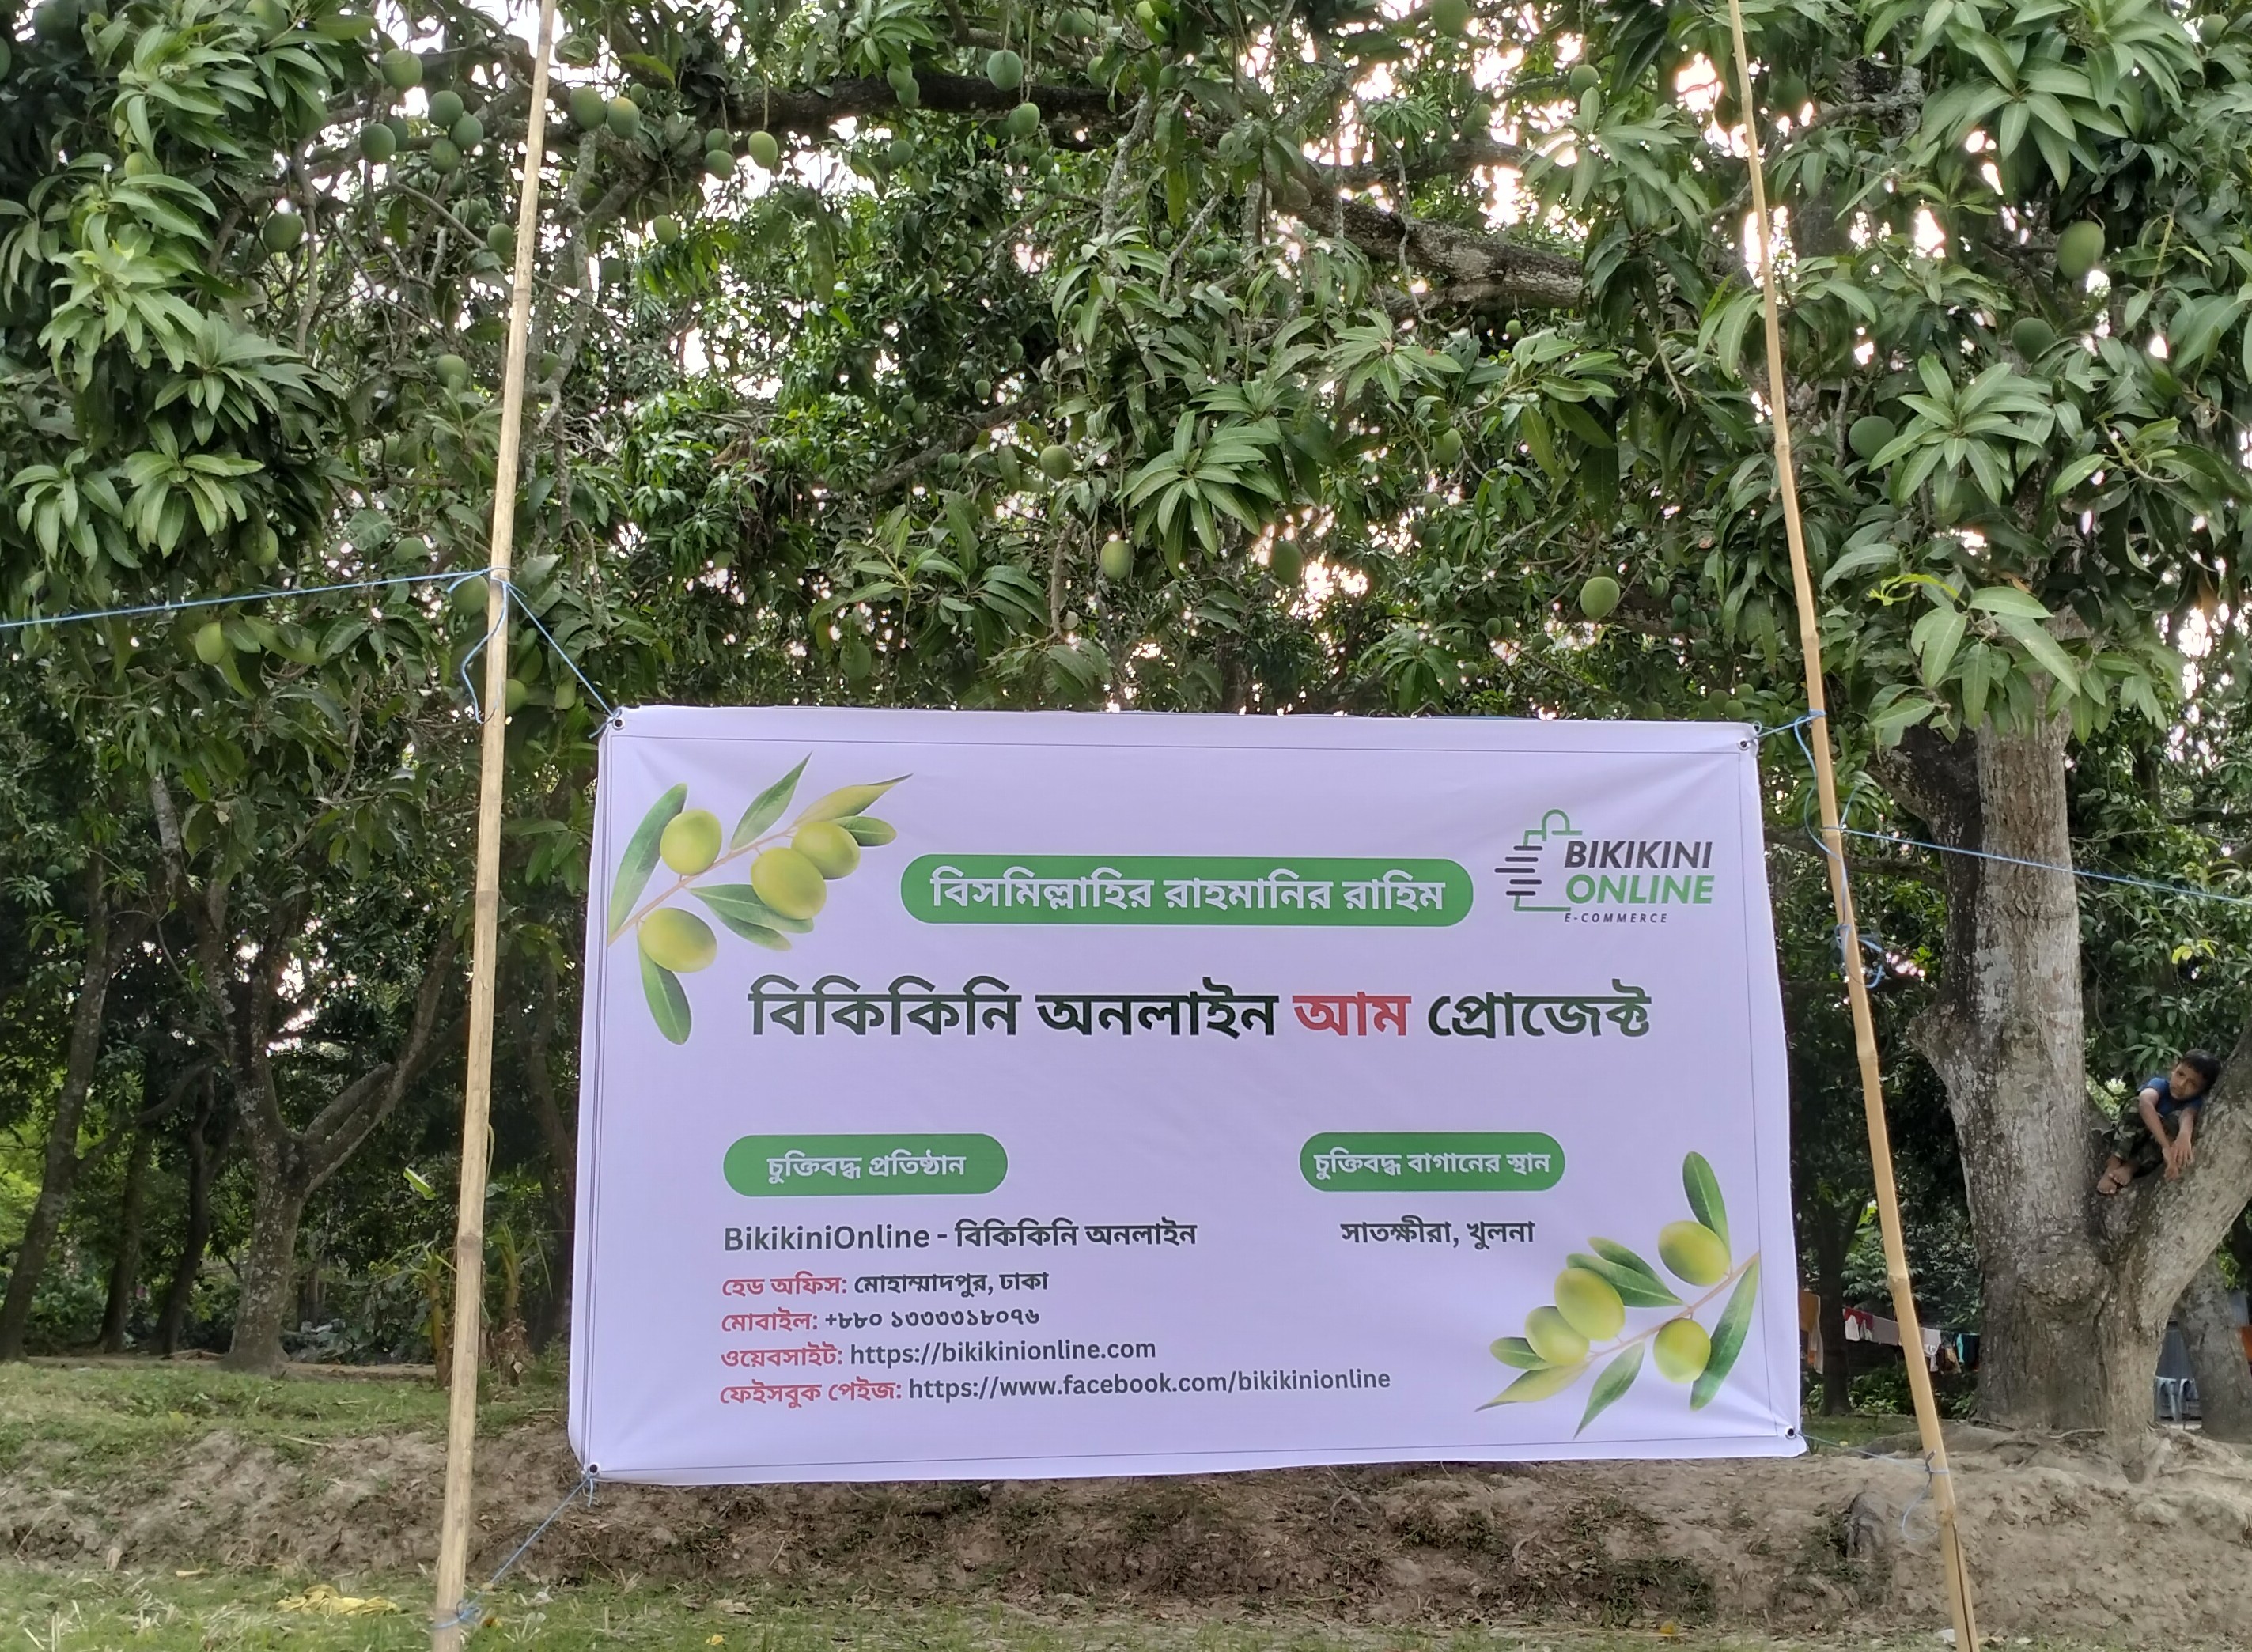 বিসমিল্লাহির রাহমানির রাহিম
BIKIKINI
ONLINE
E-COMMERCE
বিকিকিনি অনলাইন আম প্রোজেক্ট
চুক্তিবদ্ধ প্রতিষ্ঠান
BikikiniOnline - বিকিকিনি অনলাইন
হেড অফিস: মোহাম্মাদপুর, ঢাকা
মোবাইল: +৮৮০ ১৩৩৩৩১৮০৭৬
ওয়েবসাইট: https://bikikinionline.com
ফেইসবুক পেইজ: https://www.facebook.com/bikikinionline
চুক্তিবদ্ধ বাগানের স্থান
সাতক্ষীরা, খুলনা